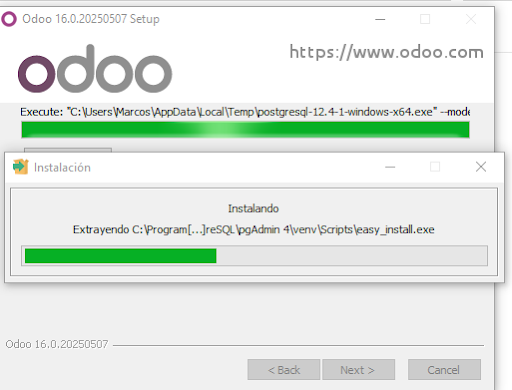 Odoo 16.0.20250507 Setup
https://www.odoo.com
odoo
Execute: "C:\Users\Marcos\AppData\Local\Temp\postgresql-12.4-1-windows-x64.exe" --mode
Instalación
Instalando
Extrayendo C:\Program[...]reSQL\pgAdmin 4\venv\Scripts\easy_install.exe
Odoo 16.0.20250507
< Back
Next >
Cancel